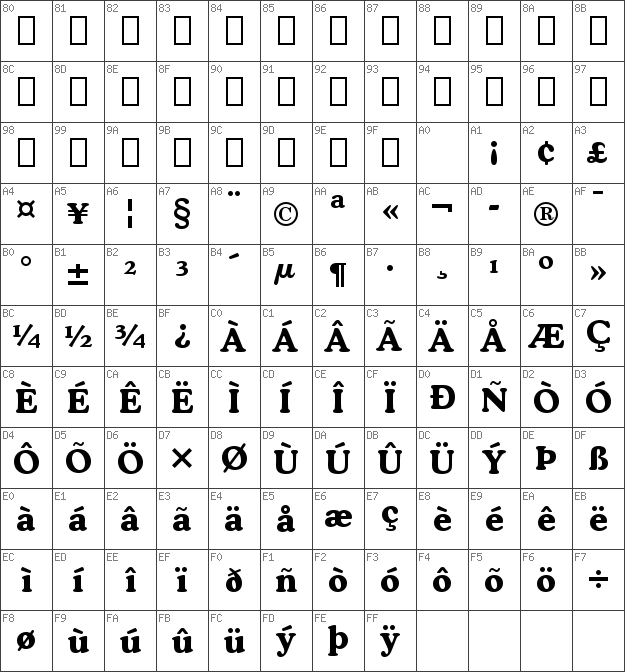 80 81 82 83 84 85 86 87 88 89 8A 8B
8C 8D 8E 8F 90 91 92 93 94 95 96 97
98 99 9A 9B 9C 9D 9E 9F A0 A1 A2 A3
¡ ¢ £
A4 A5 A6 A7 A8 A9 AA AB AC AD AE AF
¤ ¥ ¦ § ¨ © ª « ¬ - ® ¯
B0 B1 B2 B3 B4 B5 B6 B7 B8 B9 BA BB
° ± ² ³ ´ µ ¶ · ¸ ¹ º »
BC BD BE BF C0 C1 C2 C3 C4 C5 C6 C7
¼ ½ ¾ ¿ À Á Â Ã Ä Å Æ Ç
C8 C9 CA CB CC CD CE CF D0 D1 D2 D3
È É Ê Ë Ì Í Î Ï Ð Ñ Ò Ó
D4 D5 D6 D7 D8 D9 DA DB DC DD DE DF
Ô Õ Ö × Ø Ù Ú Û Ü Ý Þ ß
E0 E1 E2 E3 E4 E5 E6 E7 E8 E9 EA EB
à á â ã ä å æ ç è é ê ë
EC ED EE EF F0 F1 F2 F3 F4 F5 F6 F7
ì í î ï ð ñ ò ó ô õ ö ÷
F8 F9 FA FB FC FD FE FF
ø ù ú û ü ý þ ÿ